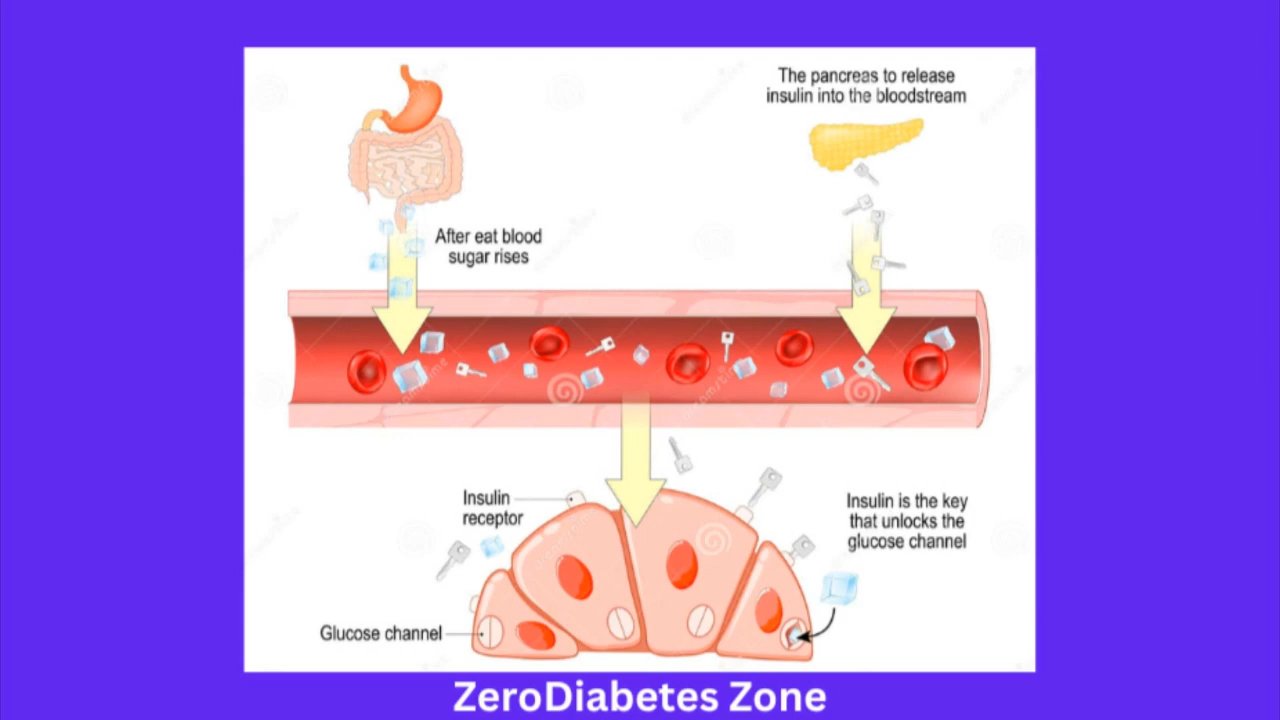 The pancreas to release
insulin into the bloodstream
After eat blood
sugar rises
Insulin
receptor
Insulin is the key
that unlocks the
glucose channel
Glucose channel
ZeroDiabetes Zone